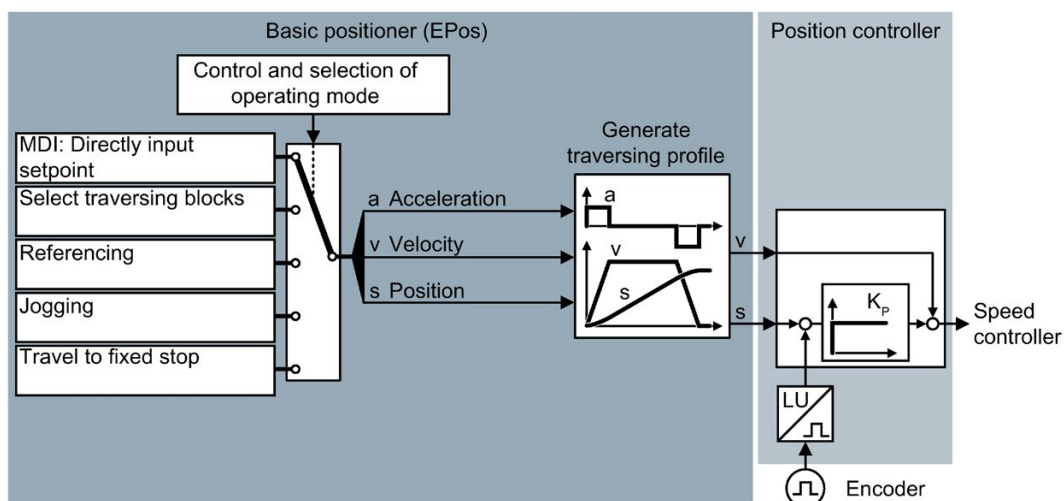 Basic positioner (EPos)
Position controller
Control and selection of
operating mode
MDI: Directly input
setpoint
Select traversing blocks
Referencing
Jogging
Travel to fixed stop
a Acceleration
v Velocity
s Position
Generate
traversing profile
a
v
s
v
s
K_P
Speed
controller
LU
Encoder